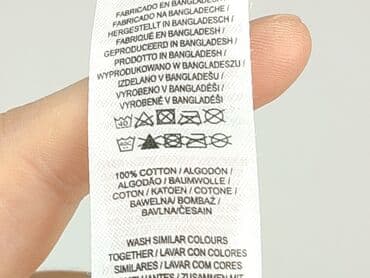 FABRICADO EN BANGLADESH /
FABRICADO NA BANGLADECHE /
HERGESTELLT IN BANGLADESCH /
FABRIQUÉ EN BANGLADESH /
GEPRODUCEERD IN BANGLADESH /
PRODOTTO IN BANGLADESH /
WYPRODUKOWANO W BANGLADESZU /
IZDELANO V BANGLADEŠU /
VYROBENO V BANGLADÉŠI /
VYROBENÉ V BANGLADÉŠI
40
100% COTTON / ALGODÓN /
ALGODÃO / BAUMWOLLE /
COTON / KATOEN / COTONE /
BAWEŁNA/ BOMBAŽ /
BAVLNA/ČESAIN
WASH SIMILAR COLOURS
TOGETHER / LAVAR CON COLORES
SIMILARES / LAVAR COM CORES